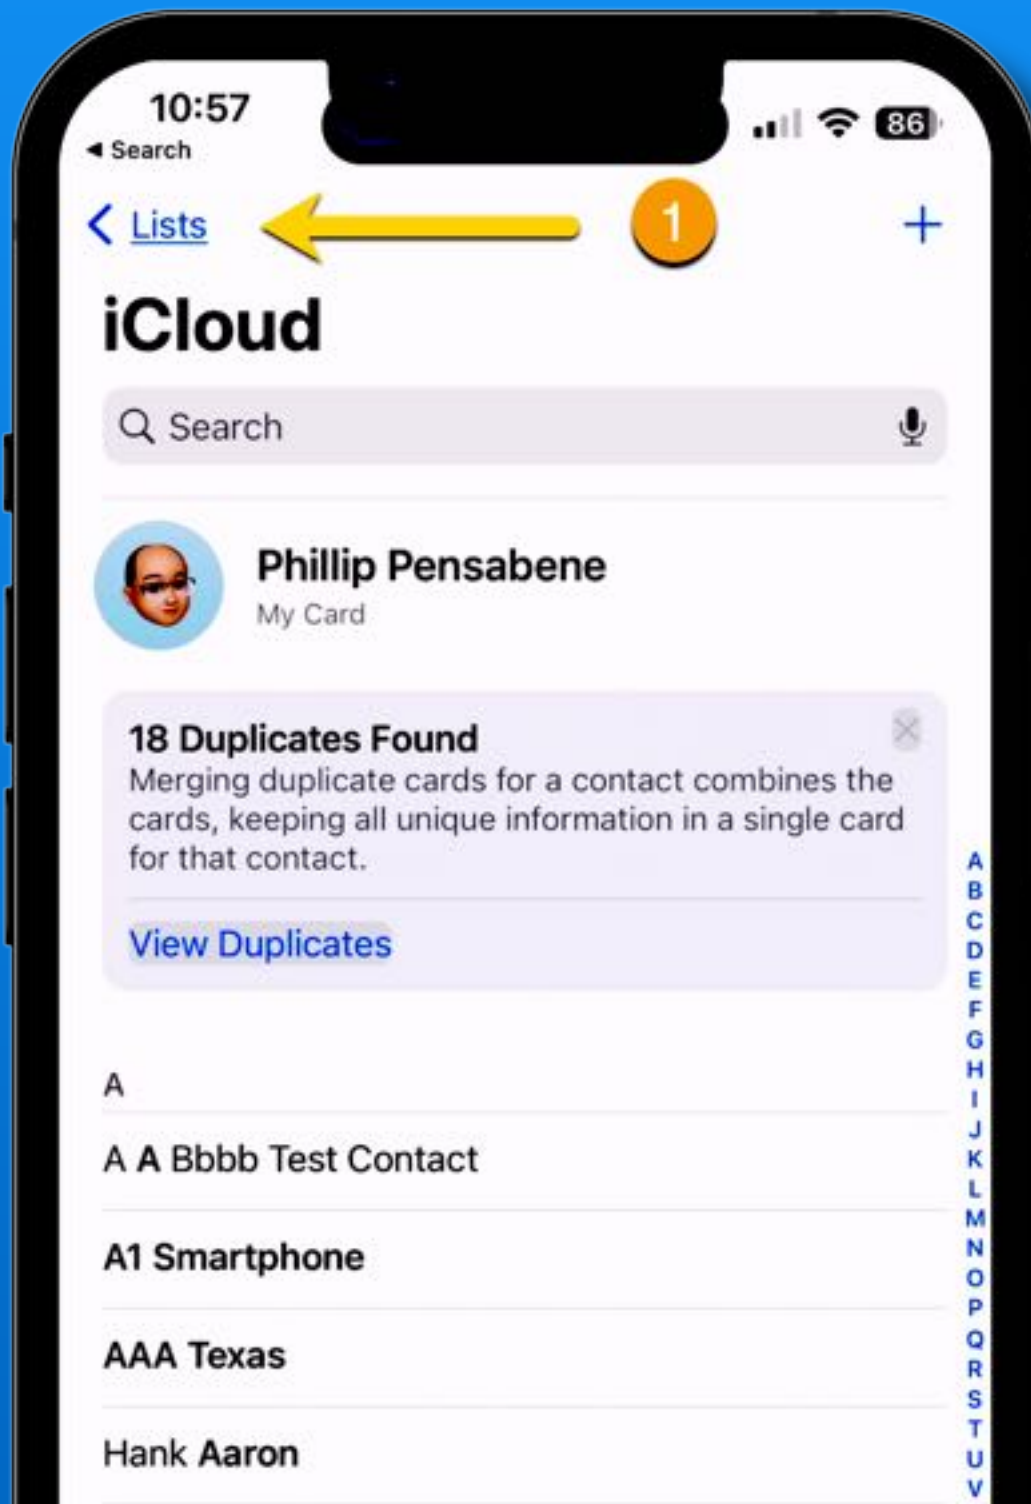 10:57
86
◀ Search
Lists
1
+
iCloud
Search
Phillip Pensabene
My Card
18 Duplicates Found
Merging duplicate cards for a contact combines the
cards, keeping all unique information in a single card
for that contact.
View Duplicates
A
A A Bbbb Test Contact
A1 Smartphone
AAA Texas
Hank Aaron
A
B
C
D
E
F
G
H
I
J
K
L
M
N
O
P
Q
R
S
T
U
V